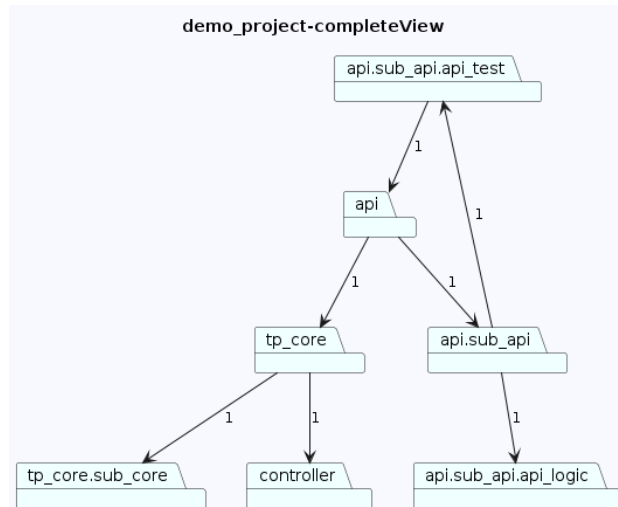 demo_project-completeView
api.sub_api.api_test
1
api
1
1
1
tp_core
api.sub_api
1
1
1
tp_core.sub_core
controller
api.sub_api.api_logic